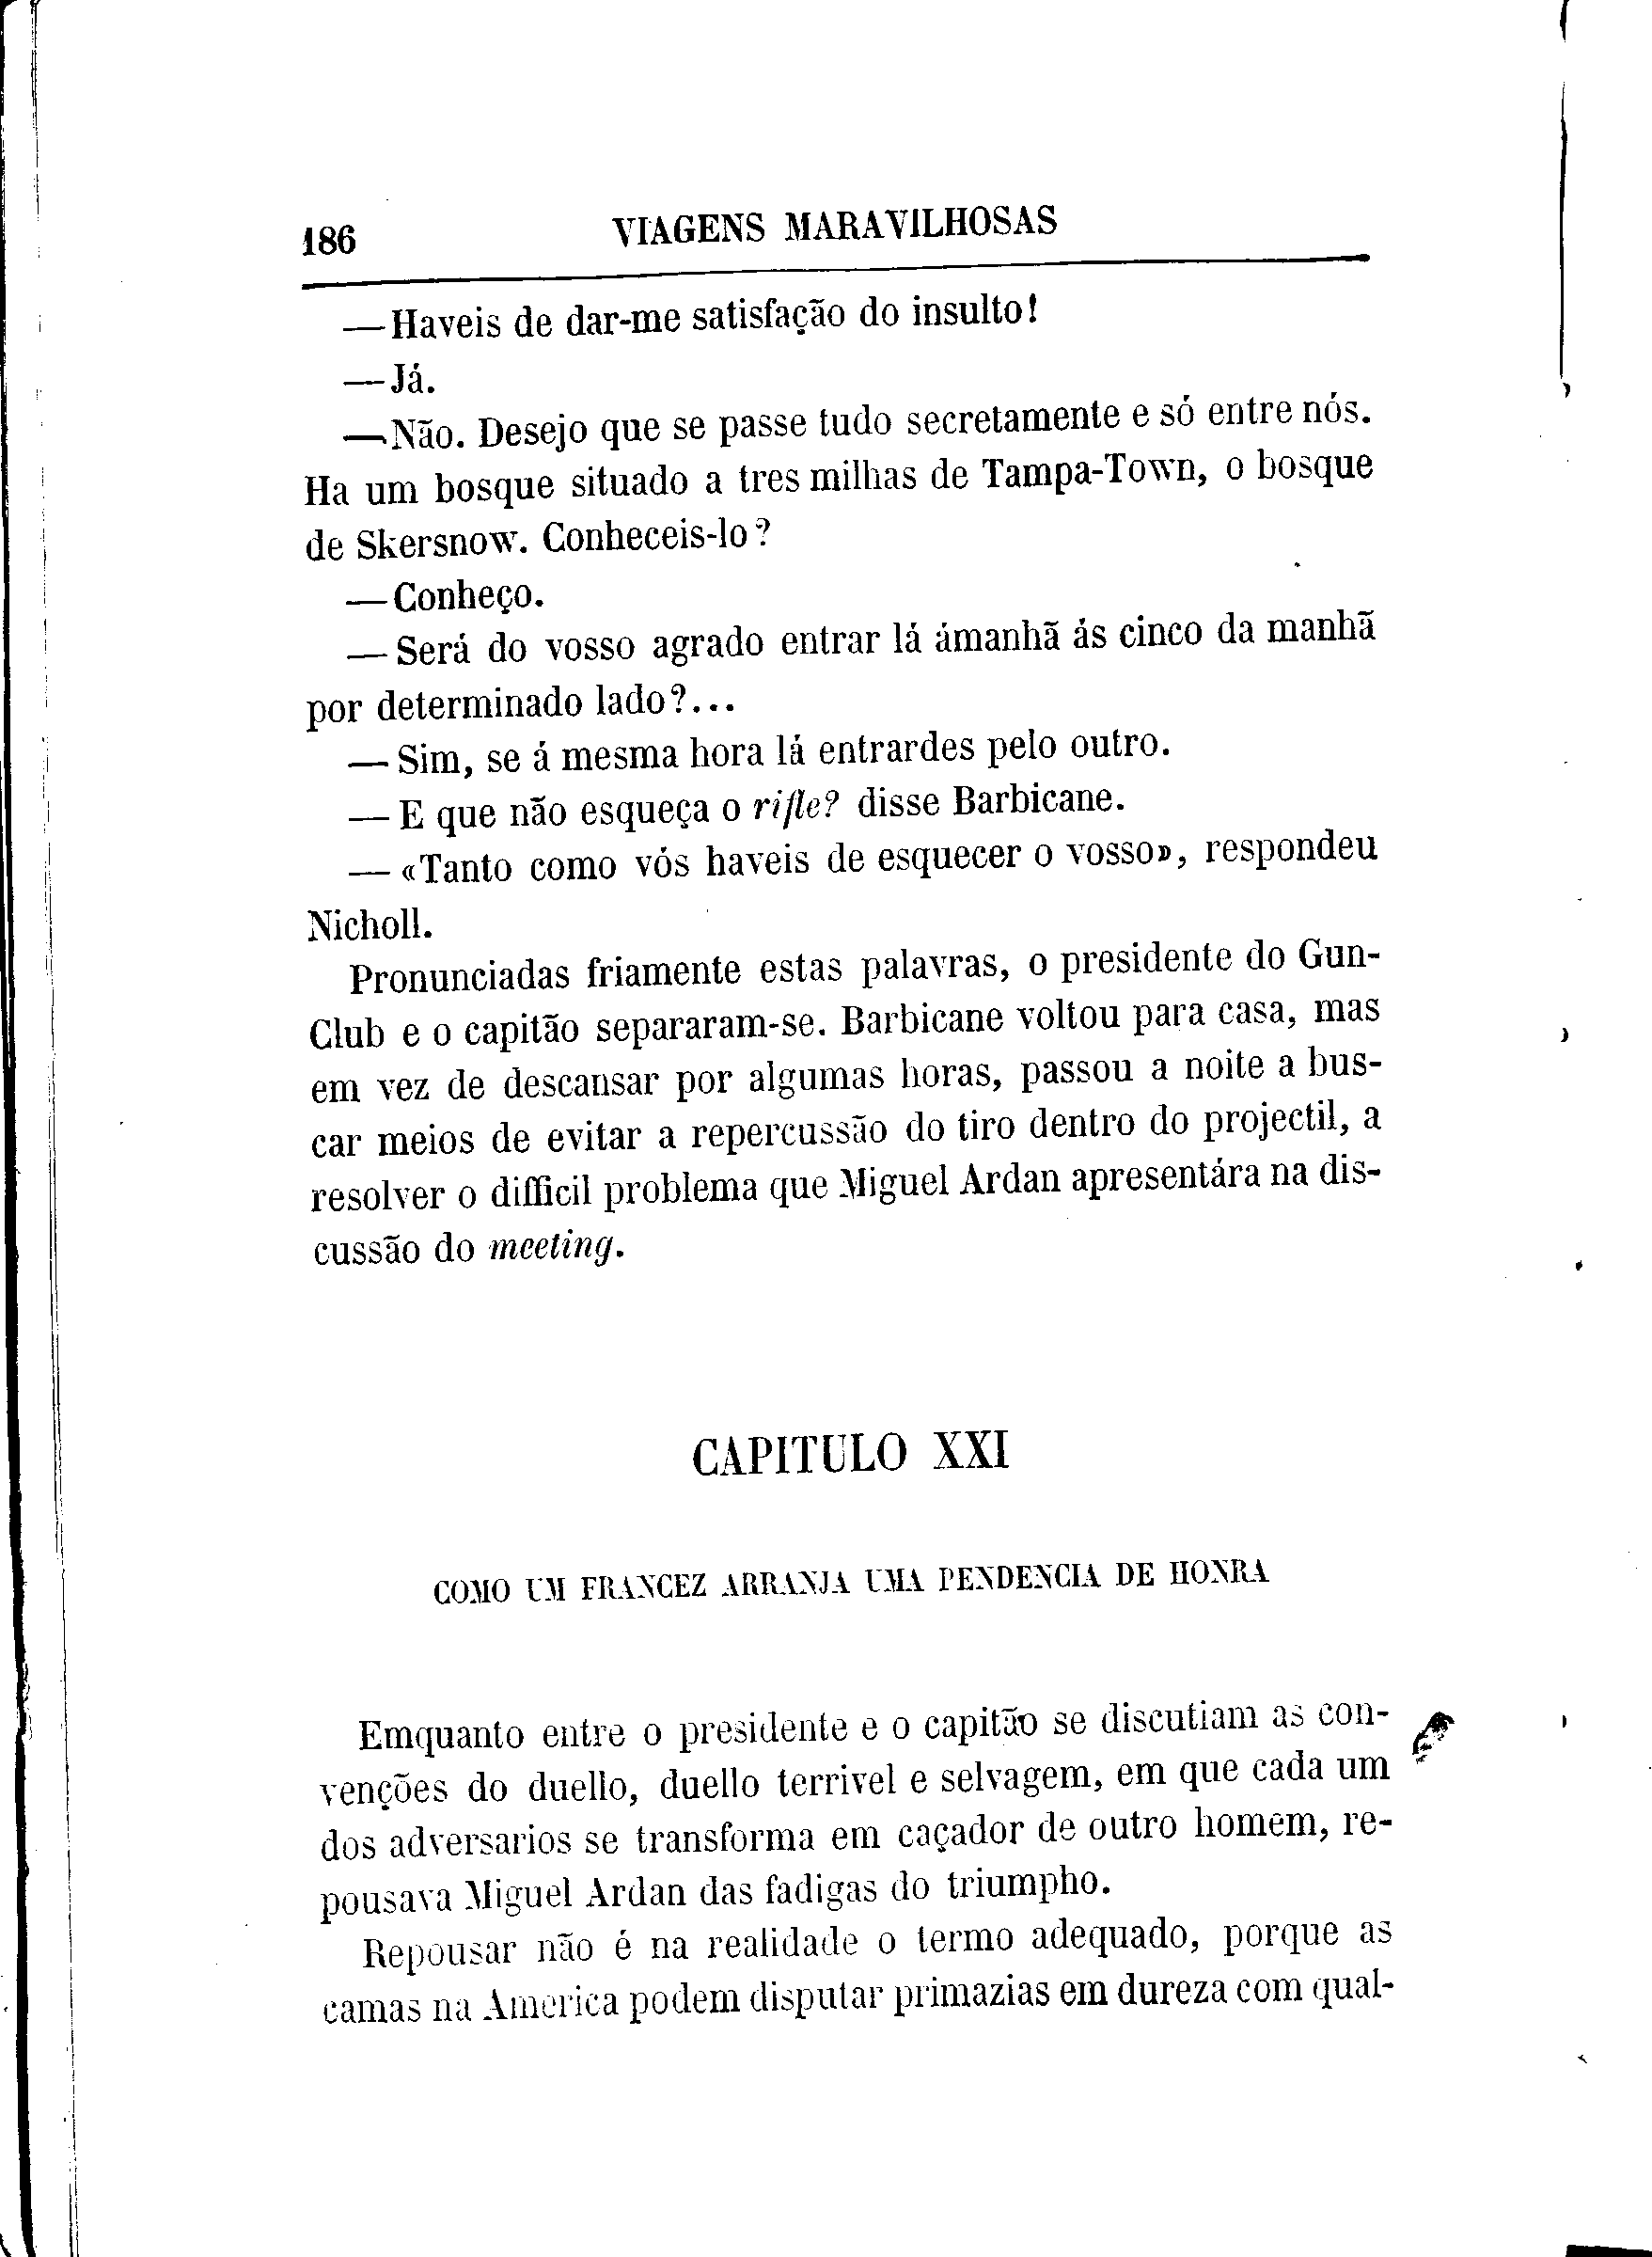 186 VIAGENS MARAVILHOSAS
—Haveis de dar-me satisfação do insulto!
—Já.
—Não. Desejo que se passe tudo secretamente e só entre nós.
Ha um bosque situado a tres milhas de Tampa-Town, o bosque
de Skersnow. Conheceis-lo?
—Conheço.
—Será do vosso agrado entrar lá ámanhã ás cinco da manhã
por determinado lado?...
—Sim, se á mesma hora lá entrardes pelo outro.
—E que não esqueça o rifle? disse Barbicane.
—«Tanto como vós haveis de esquecer o vosso», respondeu
Nicholl.
Pronunciadas friamente estas palavras, o presidente do Gun-
Club e o capitão separaram-se. Barbicane voltou para casa, mas
em vez de descansar por algumas horas, passou a noite a bus-
car meios de evitar a repercussão do tiro dentro do projectil, a
resolver o difficil problema que Miguel Ardan apresentára na dis-
cussão do meeting.
CAPITULO XXI
COMO UM FRANCEZ ARRANJA UMA PENDENCIA DE HONRA
Emquanto entre o presidente e o capitão se discutiam as con-
venções do duello, duello terrivel e selvagem, em que cada um
dos adversarios se transforma em caçador de outro homem, re-
pousava Miguel Ardan das fadigas do triumpho.
Repousar não é na realidade o termo adequado, porque as
camas na America podem disputar primazias em dureza com qual-